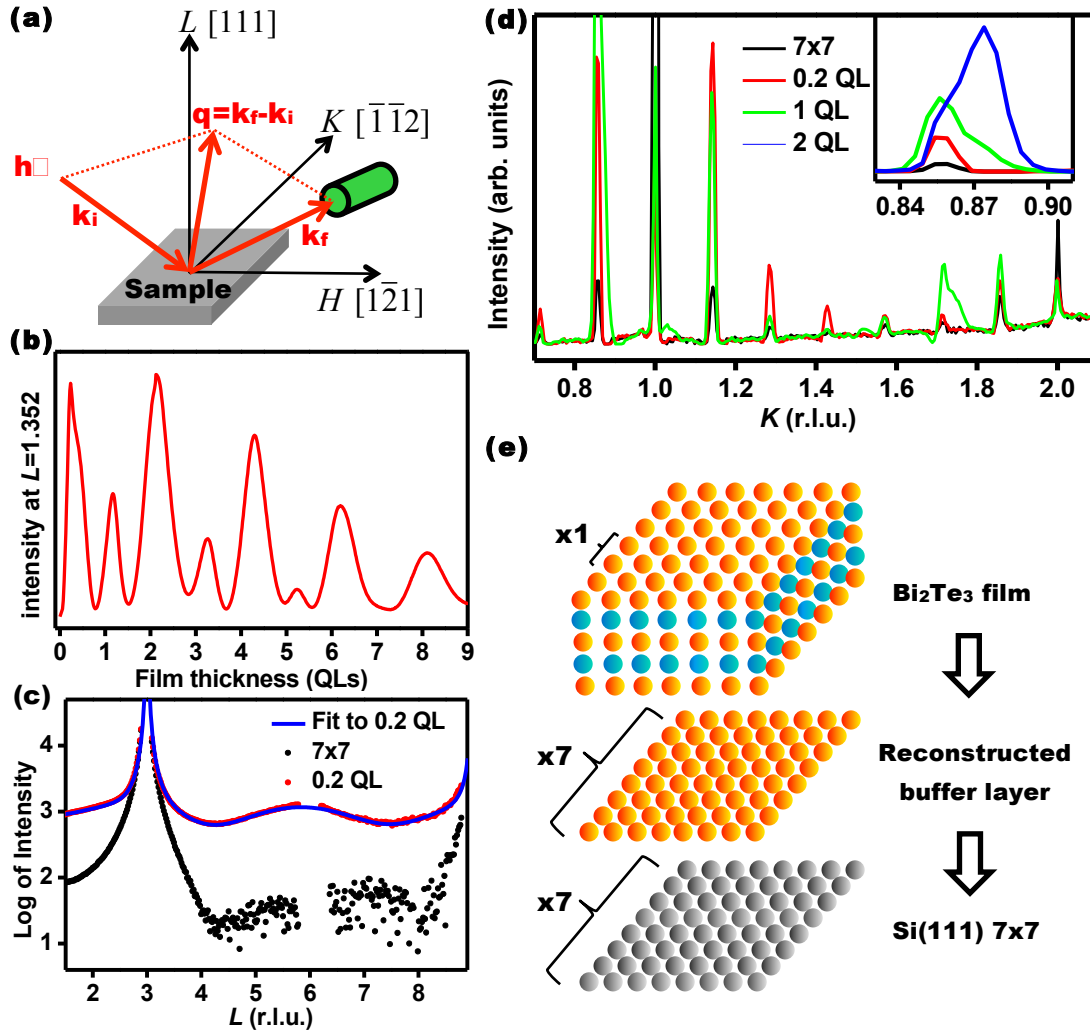 (a)
L [111]
q=kf-ki
K [1̅1̅2]
h□
ki
kf
Sample
H [12̅1]
(b)
intensity at L=1.352
0 1 2 3 4 5 6 7 8 9
Film thickness (QLs)
(c)
Log of Intensity
4
3
2
1
Fit to 0.2 QL
7x7
0.2 QL
2 3 4 5 6 7 8
L (r.l.u.)
(d)
Intensity (arb. units)
7x7
0.2 QL
1 QL
2 QL
0.84 0.87 0.90
0.8 1.0 1.2 1.4 1.6 1.8 2.0
K (r.l.u.)
(e)
x1
Bi₂Te₃ film
x7
Reconstructed
buffer layer
x7
Si(111) 7x7